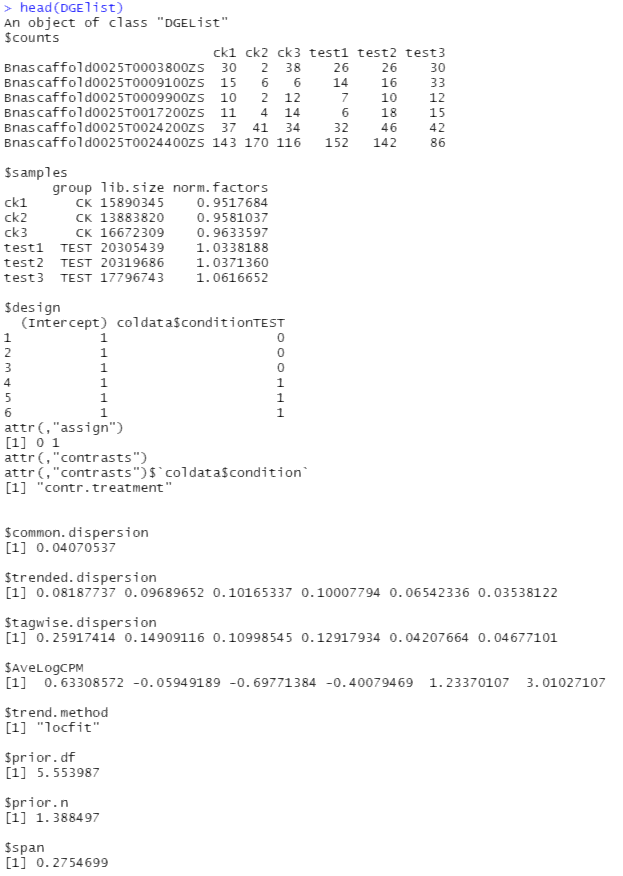 > head(DGElist)
An object of class "DGEList"
$counts
ck1 ck2 ck3 test1 test2 test3
Bnascaffold0025T0003800ZS 30 2 38 26 26 30
Bnascaffold0025T0009100ZS 15 6 6 14 16 33
Bnascaffold0025T0009900ZS 10 2 12 7 10 12
Bnascaffold0025T0017200ZS 11 4 14 6 18 15
Bnascaffold0025T0024200ZS 37 41 34 32 46 42
Bnascaffold0025T0024400ZS 143 170 116 152 142 86
$samples
group lib.size norm.factors
ck1 CK 15890345 0.9517684
ck2 CK 13883820 0.9581037
ck3 CK 16672309 0.9633597
test1 TEST 20305439 1.0338188
test2 TEST 20319686 1.0371360
test3 TEST 17796743 1.0616652
$design
(Intercept) coldata$conditionTEST
1 1 0
2 1 0
3 1 0
4 1 1
5 1 1
6 1 1
attr(,"assign")
[1] 0 1
attr(,"contrasts")
attr(,"contrasts")$`coldata$condition`
[1] "contr.treatment"
$common.dispersion
[1] 0.04070537
$trended.dispersion
[1] 0.08187737 0.09689652 0.10165337 0.10007794 0.06542336 0.03538122
$tagwise.dispersion
[1] 0.25917414 0.14909116 0.10998545 0.12917934 0.04207664 0.04677101
$AveLogCPM
[1] 0.63308572 -0.05949189 -0.69771384 -0.40079469 1.23370107 3.01027107
$trend.method
[1] "locfit"
$prior.df
[1] 5.553987
$prior.n
[1] 1.388497
$span
[1] 0.2754699